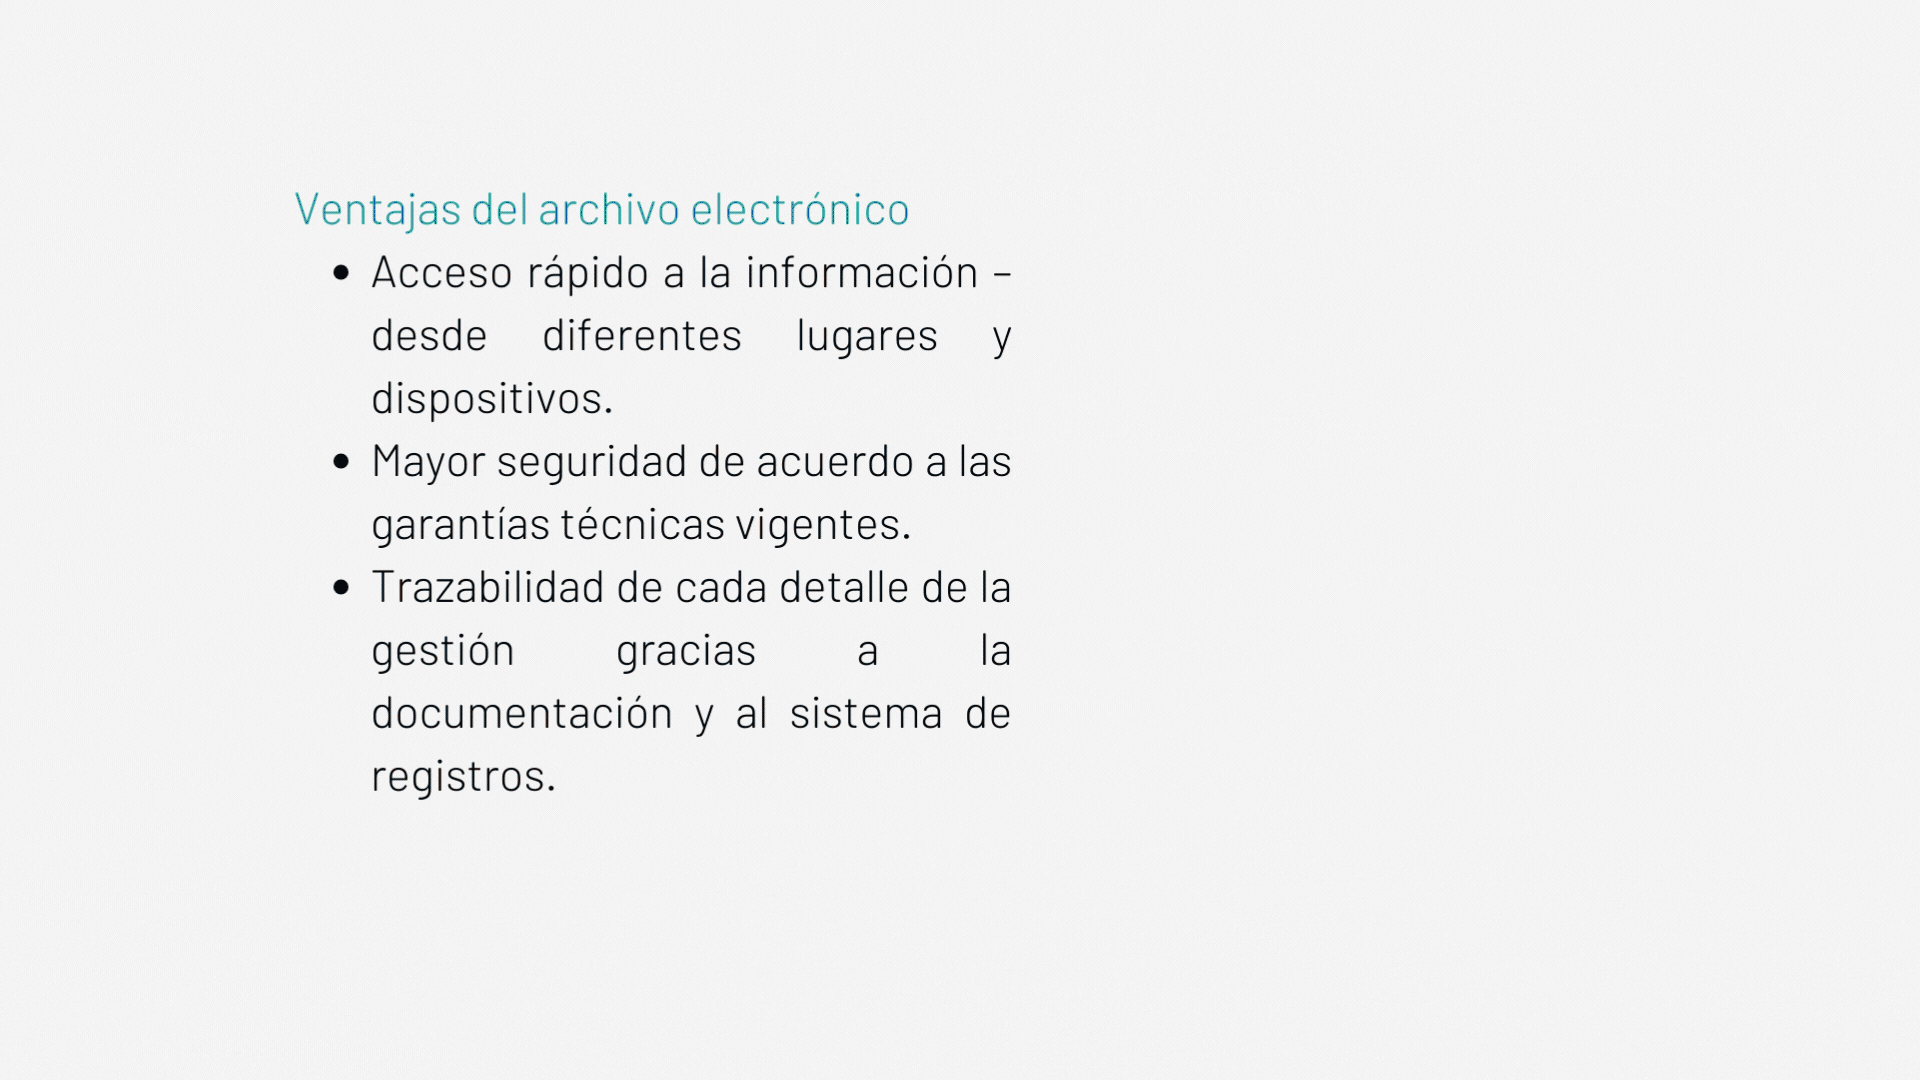 Ventajas del archivo electrónico
• Acceso rápido a la información –
desde diferentes lugares y
dispositivos.
• Mayor seguridad de acuerdo a las
garantías técnicas vigentes.
• Trazabilidad de cada detalle de la
gestión gracias a la
documentación y al sistema de
registros.